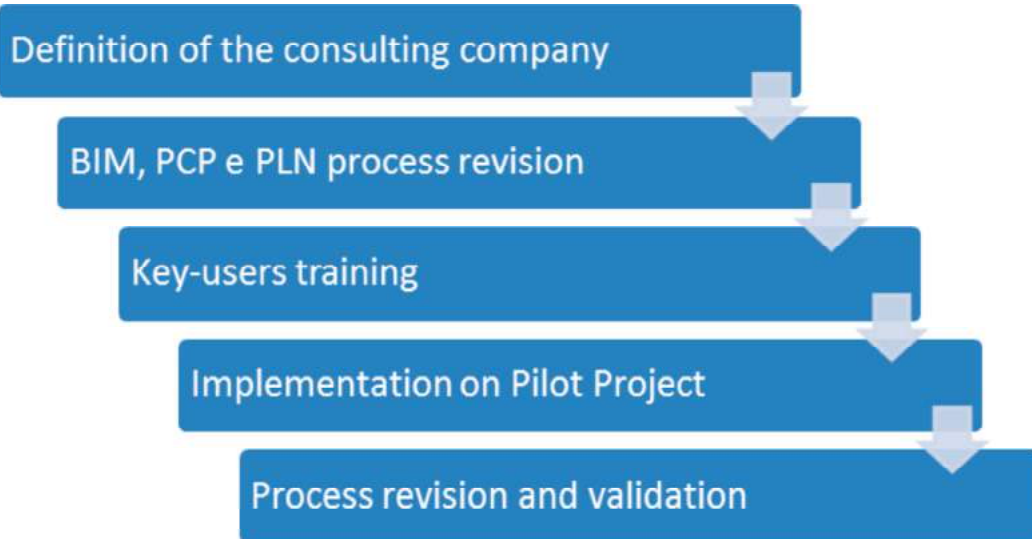 Definition of the consulting company
BIM, PCP e PLN process revision
Key-users training
Implementation on Pilot Project
Process revision and validation